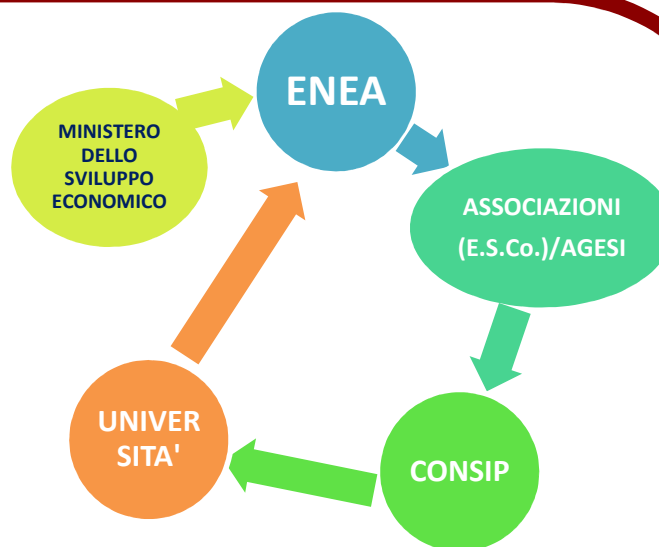 ENEA
MINISTERO
DELLO
SVILUPPO
ECONOMICO
ASSOCIAZIONI
(E.S.Co.)/AGESI
UNIVER
SITA'
CONSIP